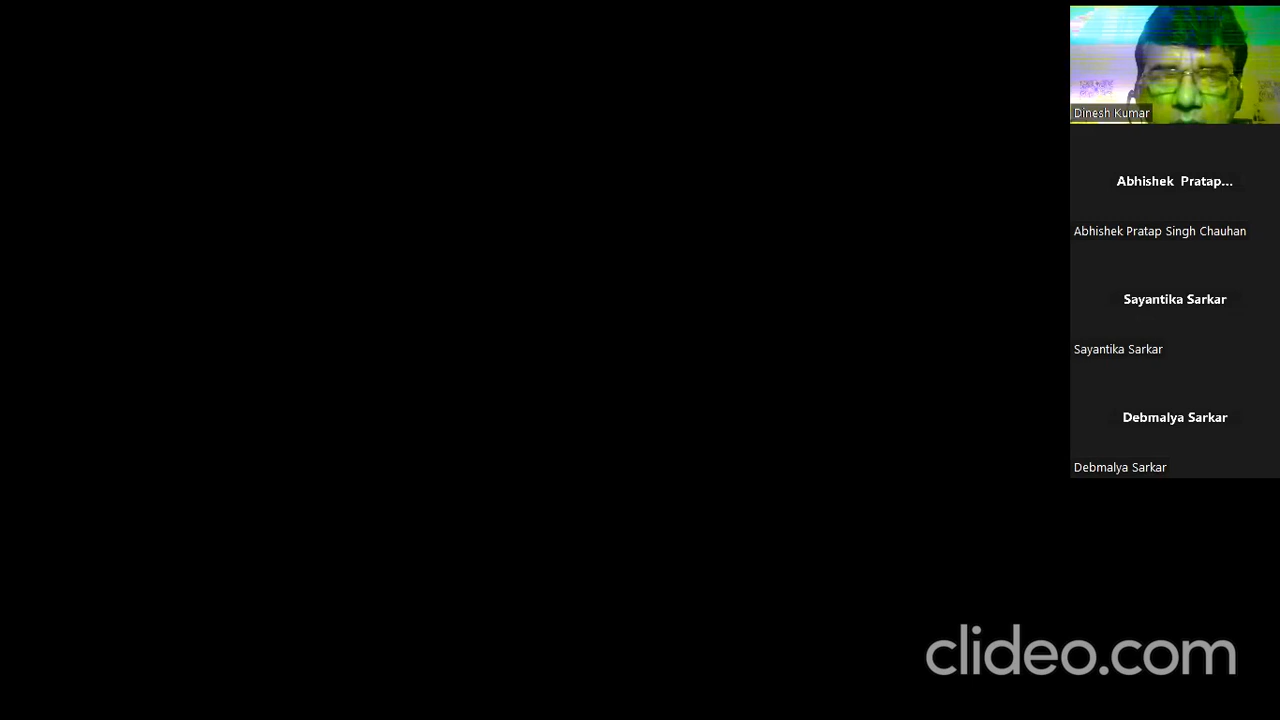 Dinesh Kumar
Abhishek Pratap...
Abhishek Pratap Singh Chauhan
Sayantika Sarkar
Sayantika Sarkar
Debmalya Sarkar
Debmalya Sarkar
clideo.com